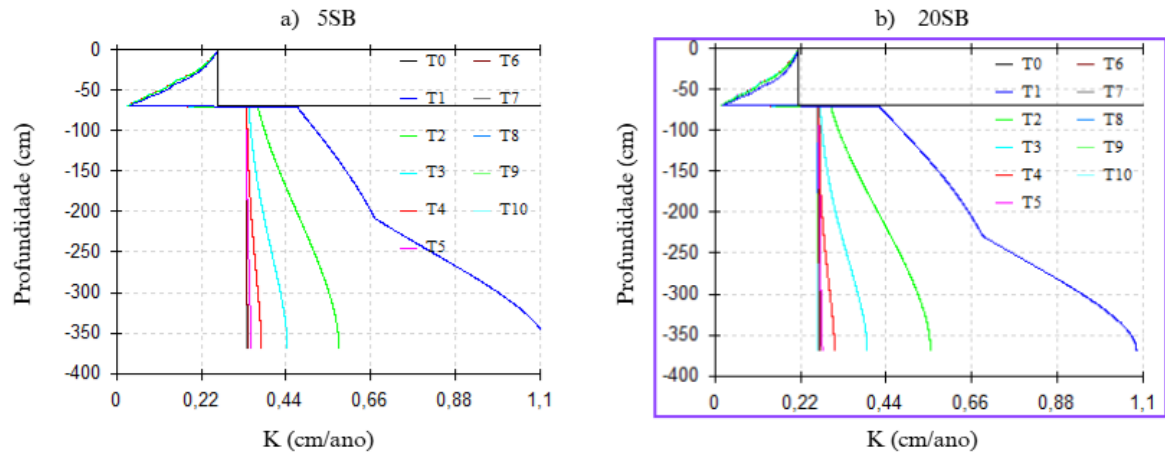 a) 5SB
Profundidade (cm)
0
-50
-100
-150
-200
-250
-300
-350
-400
T0 T6
T1 T7
T2 T8
T3 T9
T4 T10
T5
0 0,22 0,44 0,66 0,88 1,1
K (cm/ano)
b) 20SB
Profundidade (cm)
0
-50
-100
-150
-200
-250
-300
-350
-400
T0 T6
T1 T7
T2 T8
T3 T9
T4 T10
T5
0 0,22 0,44 0,66 0,88 1,1
K (cm/ano)